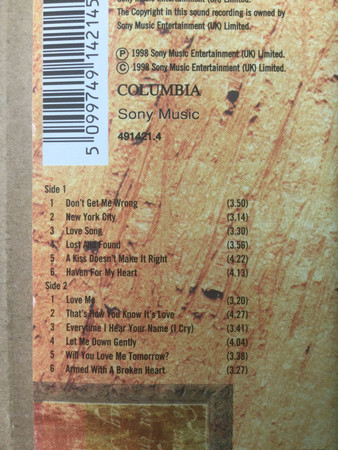 The Copyright in this sound recording is owned by
Sony Music Entertainment (UK) Limited.
Ⓟ 1998 Sony Music Entertainment (UK) Limited.
© 1998 Sony Music Entertainment (UK) Limited.
COLUMBIA
Sony Music
491421.4
5 099749 142145
Side 1
1 Don't Get Me Wrong (3.50)
2 New York City (3.14)
3 Love Song (3:30)
4 Lost And Found (3.56)
5 A Kiss Doesn't Make It Right (4.22)
6 Haven For My Heart (4.13)
Side 2
1 Love Me (3.20)
2 That's How You Know It's Love (4.27)
3 Everytime I Hear Your Name (I Cry) (3:41)
4 Let Me Down Gently (4.04)
5 Will You Love Me Tomorrow? (3.38)
6 Armed With A Broken Heart (3.27)